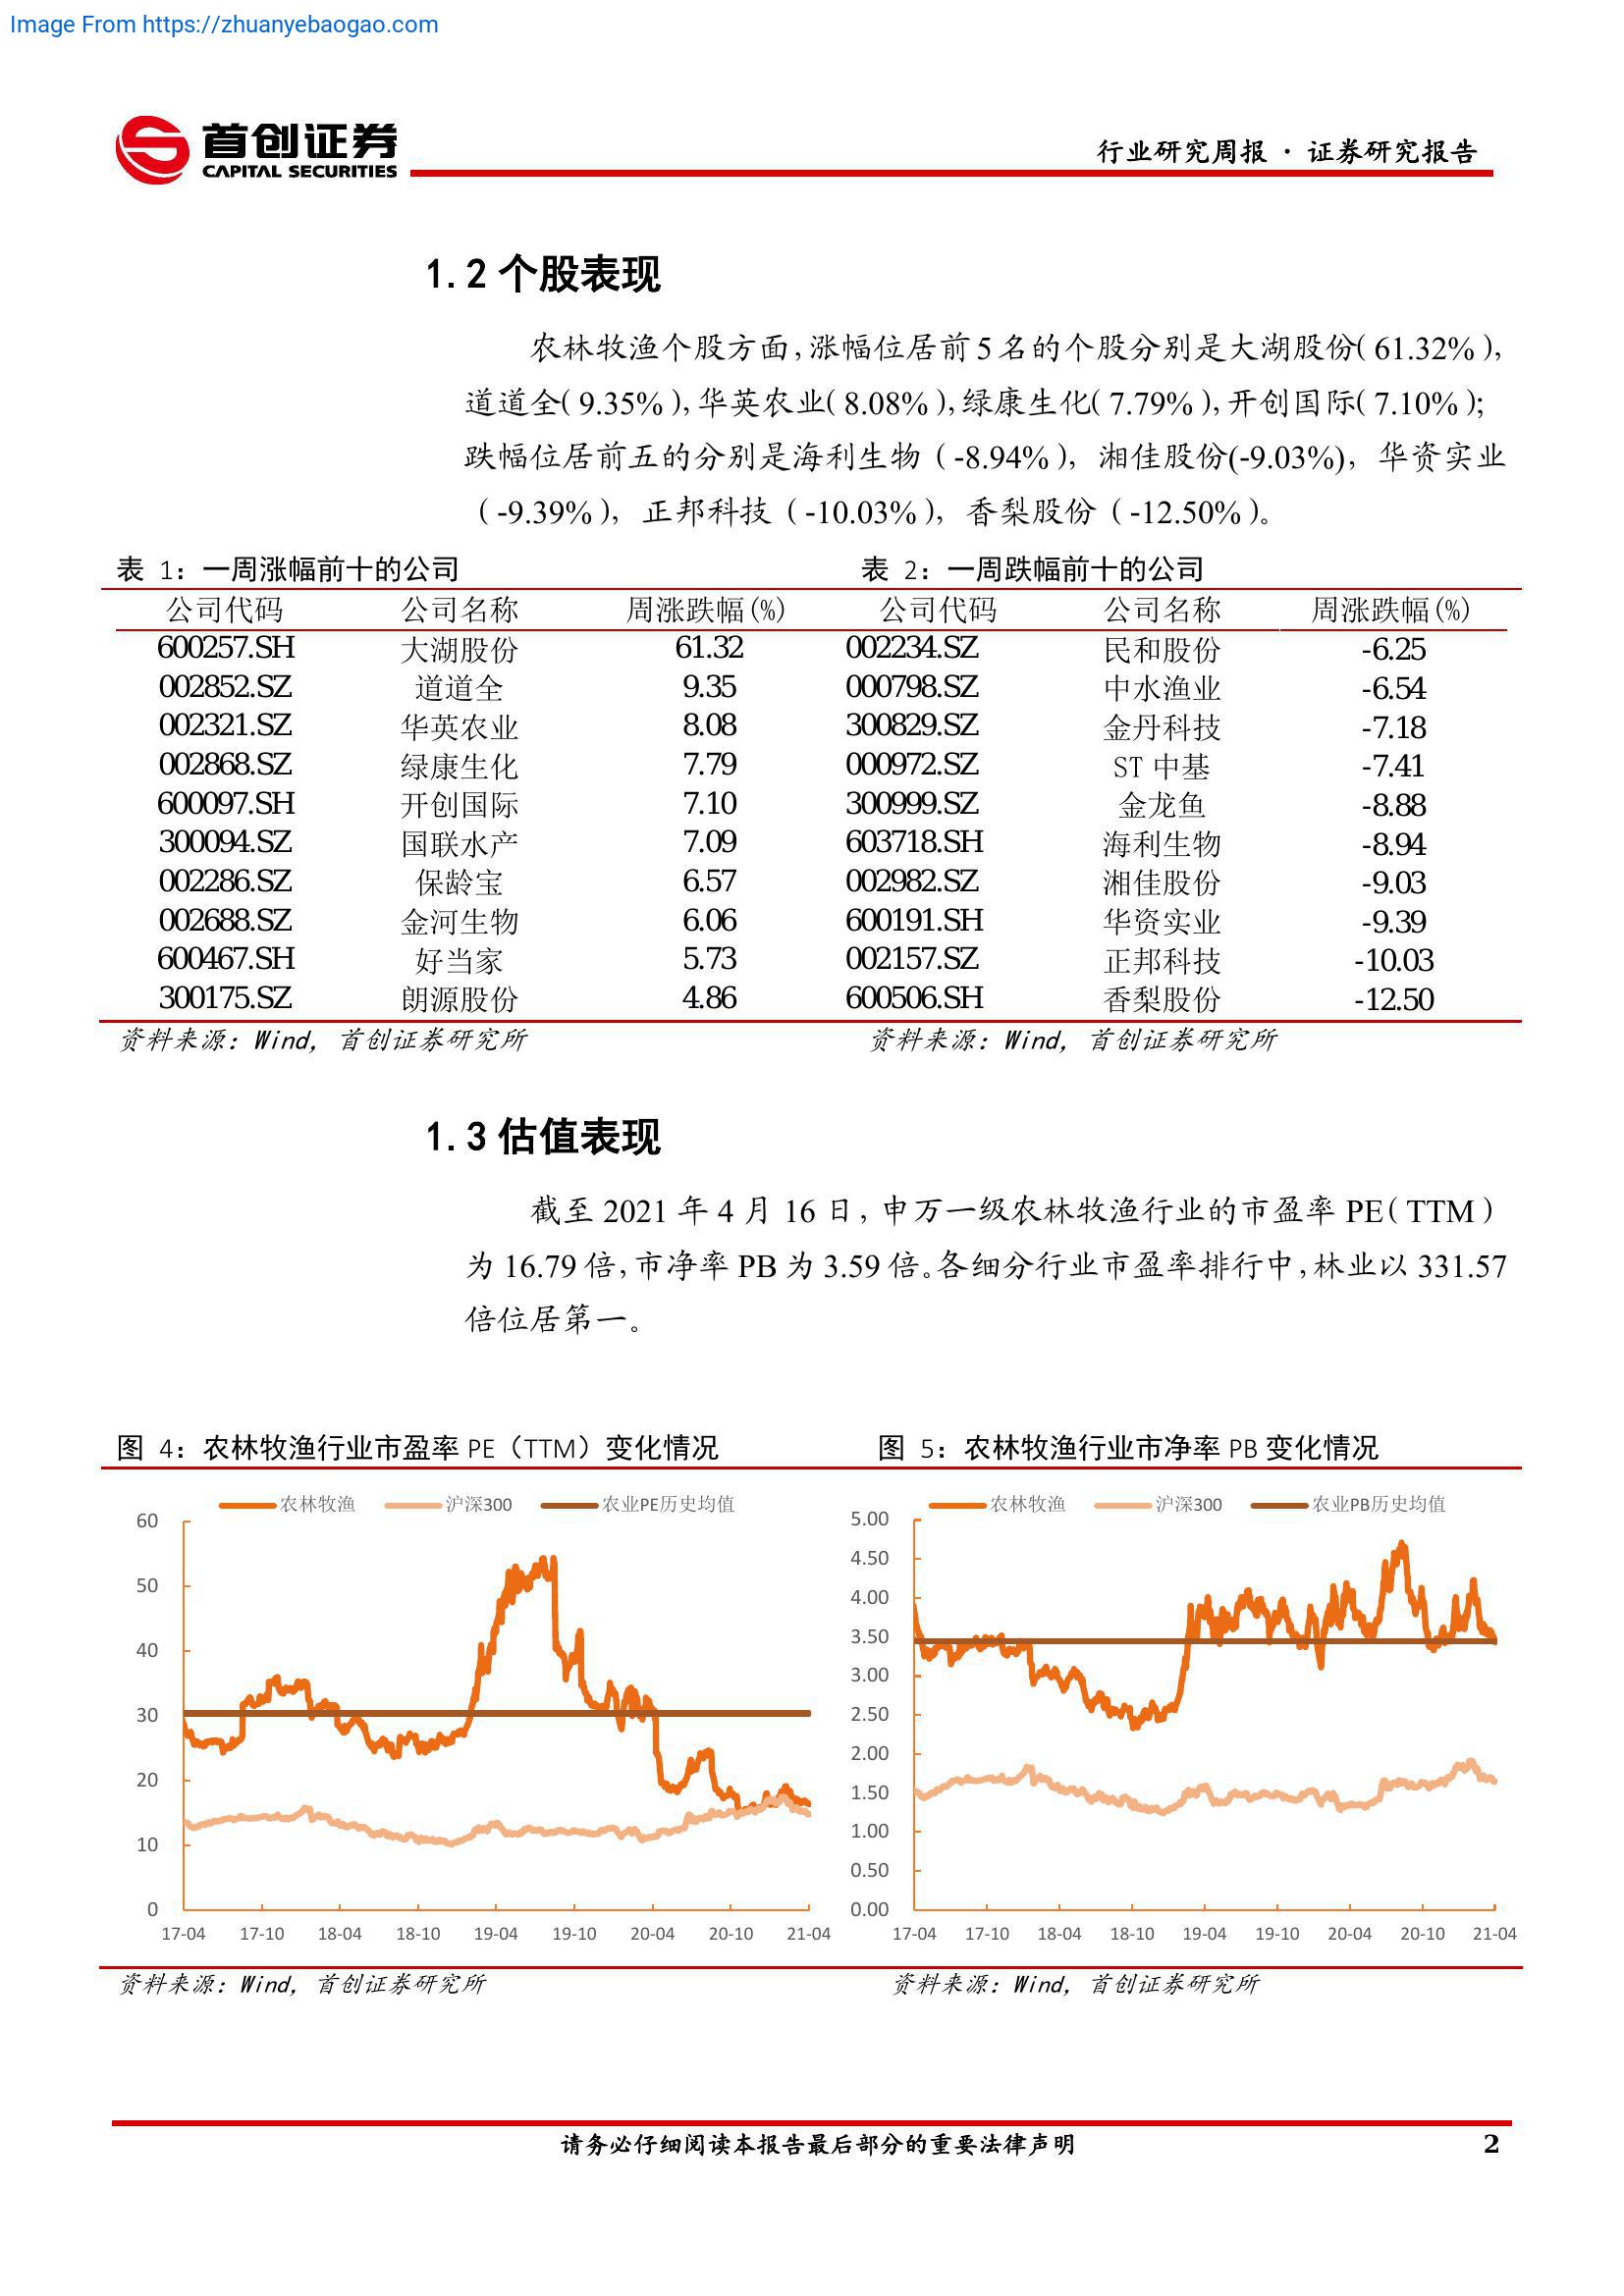 Image From https://zhuanyebaogao.com
首创证券
CAPITAL SECURITIES
行业研究周报 · 证券研究报告
1.2 个股表现
农林牧渔个股方面，涨幅位居前5名的个股分别是大湖股份（61.32%），
道道全（9.35%），华英农业（8.08%），绿康生化（7.79%），开创国际（7.10%）；
跌幅位居前五的分别是海利生物（-8.94%），湘佳股份(-9.03%)，华资实业
（-9.39%），正邦科技（-10.03%），香梨股份（-12.50%）。
表 1：一周涨幅前十的公司 表 2：一周跌幅前十的公司
公司代码 公司名称 周涨跌幅(%) 公司代码 公司名称 周涨跌幅(%)
600257.SH 大湖股份 61.32 002234.SZ 民和股份 -6.25
002852.SZ 道道全 9.35 000798.SZ 中水渔业 -6.54
002321.SZ 华英农业 8.08 300829.SZ 金丹科技 -7.18
002868.SZ 绿康生化 7.79 000972.SZ ST 中基 -7.41
600097.SH 开创国际 7.10 300999.SZ 金龙鱼 -8.88
300094.SZ 国联水产 7.09 603718.SH 海利生物 -8.94
002286.SZ 保龄宝 6.57 002982.SZ 湘佳股份 -9.03
002688.SZ 金河生物 6.06 600191.SH 华资实业 -9.39
600467.SH 好当家 5.73 002157.SZ 正邦科技 -10.03
300175.SZ 朗源股份 4.86 600506.SH 香梨股份 -12.50
资料来源：Wind，首创证券研究所 资料来源：Wind，首创证券研究所
1.3 估值表现
截至 2021 年 4 月 16 日，申万一级农林牧渔行业的市盈率 PE（TTM）
为 16.79 倍，市净率 PB 为 3.59 倍。各细分行业市盈率排行中，林业以 331.57
倍位居第一。
图 4：农林牧渔行业市盈率 PE（TTM）变化情况 图 5：农林牧渔行业市净率 PB 变化情况
农林牧渔 沪深300 农业PE历史均值
60
50
40
30
20
10
0
17-04 17-10 18-04 18-10 19-04 19-10 20-04 20-10 21-04
农林牧渔 沪深300 农业PB历史均值
5.00
4.50
4.00
3.50
3.00
2.50
2.00
1.50
1.00
0.50
0.00
17-04 17-10 18-04 18-10 19-04 19-10 20-04 20-10 21-04
资料来源：Wind，首创证券研究所 资料来源：Wind，首创证券研究所
请务必仔细阅读本报告最后部分的重要法律声明 2